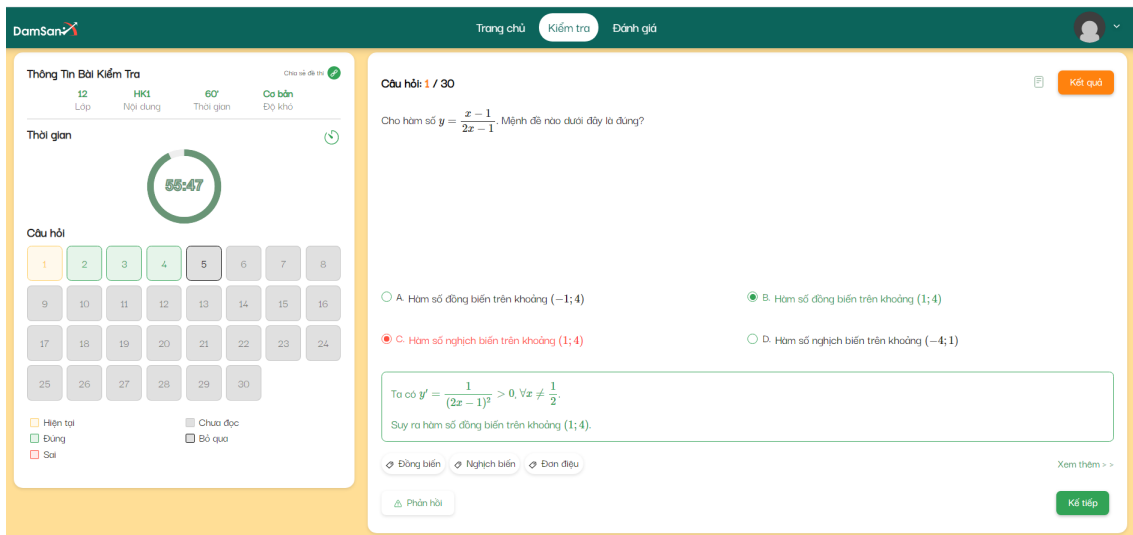 DamSan
Trang chủ Kiểm tra Đánh giá
Thông Tin Bài Kiểm Tra Chia sẻ đề thi
12 HK1 60' Cơ bản
Lớp Nội dung Thời gian Độ khó
Thời gian
55:47
Câu hỏi
1 2 3 4 5 6 7 8
9 10 11 12 13 14 15 16
17 18 19 20 21 22 23 24
25 26 27 28 29 30
Hiện tại Chưa đọc
Đúng Bỏ qua
Sai
Câu hỏi: 1 / 30 Kết quả
Cho hàm số y = \frac{x-1}{2x-1}. Mệnh đề nào dưới đây là đúng?
A. Hàm số đồng biến trên khoảng (−1; 4) B. Hàm số đồng biến trên khoảng (1; 4)
C. Hàm số nghịch biến trên khoảng (1; 4) D. Hàm số nghịch biến trên khoảng (−4; 1)
Ta có y′ = \frac{1}{(2x-1)^2} > 0, ∀x ≠ \frac{1}{2}.
Suy ra hàm số đồng biến trên khoảng (1; 4).
Đồng biến Nghịch biến Đơn điệu Xem thêm > >
Phản hồi Kế tiếp